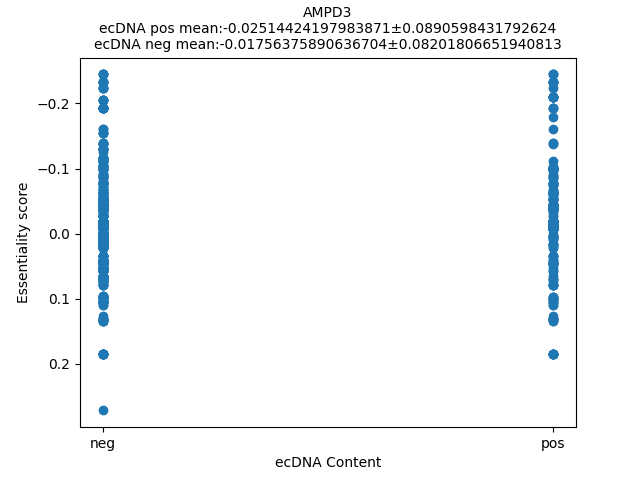 AMPD3
ecDNA pos mean:-0.02514424197983871±0.0890598431792624
ecDNA neg mean:-0.01756375890636704±0.08201806651940813
−0.2
−0.1
0.0
0.1
0.2
Essentiality score
neg
pos
ecDNA Content